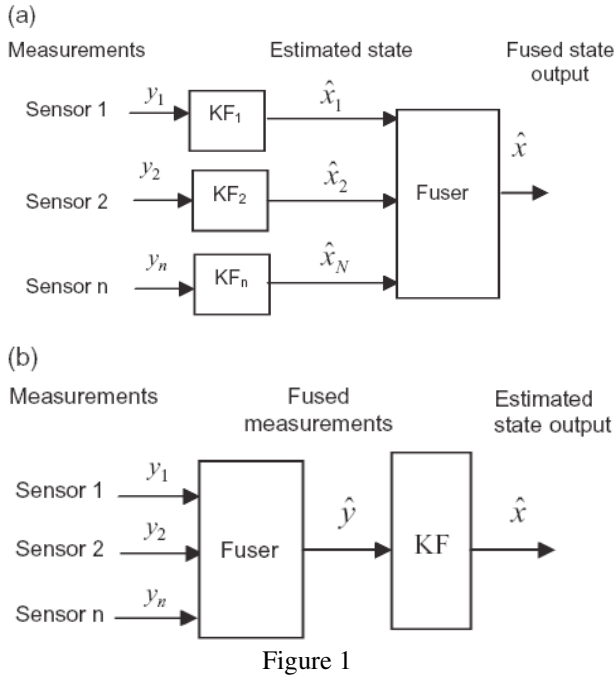 (a)
Measurements Estimated state Fused state
output
Sensor 1 y₁ KF₁ x̂₁
Sensor 2 y₂ KF₂ x̂₂ Fuser x̂
Sensor n yₙ KFₙ x̂_N
(b)
Measurements Fused
measurements Estimated
state output
Sensor 1 y₁
Sensor 2 y₂ Fuser ŷ KF x̂
Sensor n yₙ
Figure 1